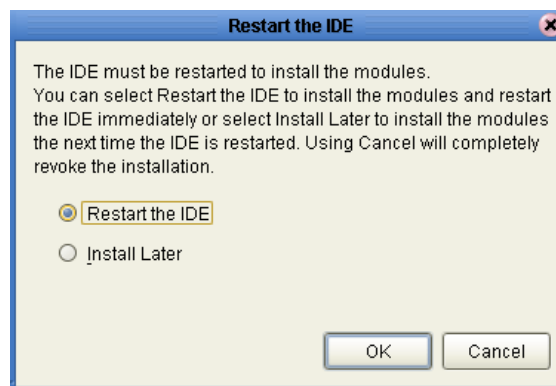 Restart the IDE
The IDE must be restarted to install the modules.
You can select Restart the IDE to install the modules and restart
the IDE immediately or select Install Later to install the modules
the next time the IDE is restarted. Using Cancel will completely
revoke the installation.
Restart the IDE
Install Later
OK Cancel